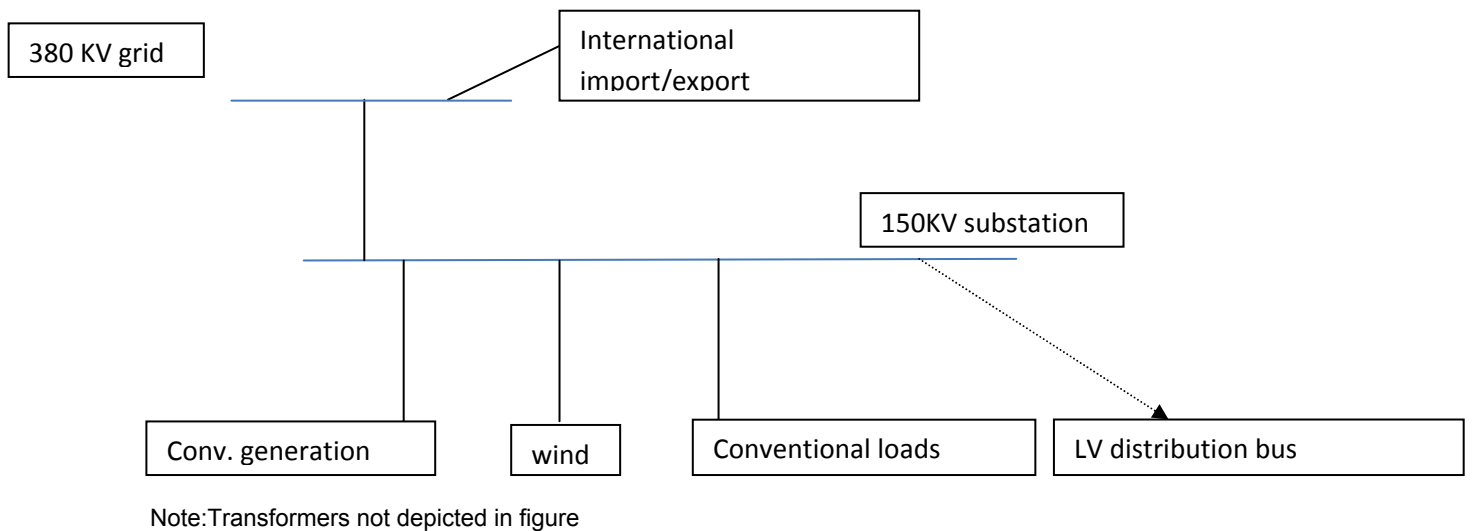 380 KV grid
International
import/export
150KV substation
Conv. generation
wind
Conventional loads
LV distribution bus
Note:Transformers not depicted in figure